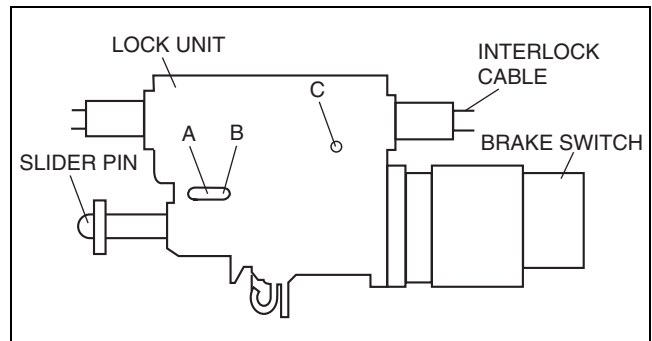 LOCK UNIT
INTERLOCK
CABLE
C
A
B
BRAKE SWITCH
SLIDER PIN